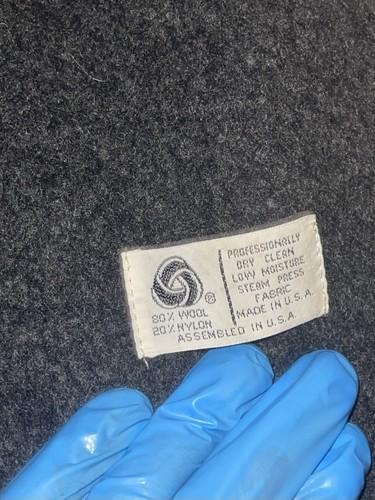 PROFESSIONALLY
DRY CLEAN
LOW MOISTURE
STEAM PRESS
FABRIC
MADE IN U.S.A.
®
80% WOOL
20% NYLON
ASSEMBLED IN U.S.A.